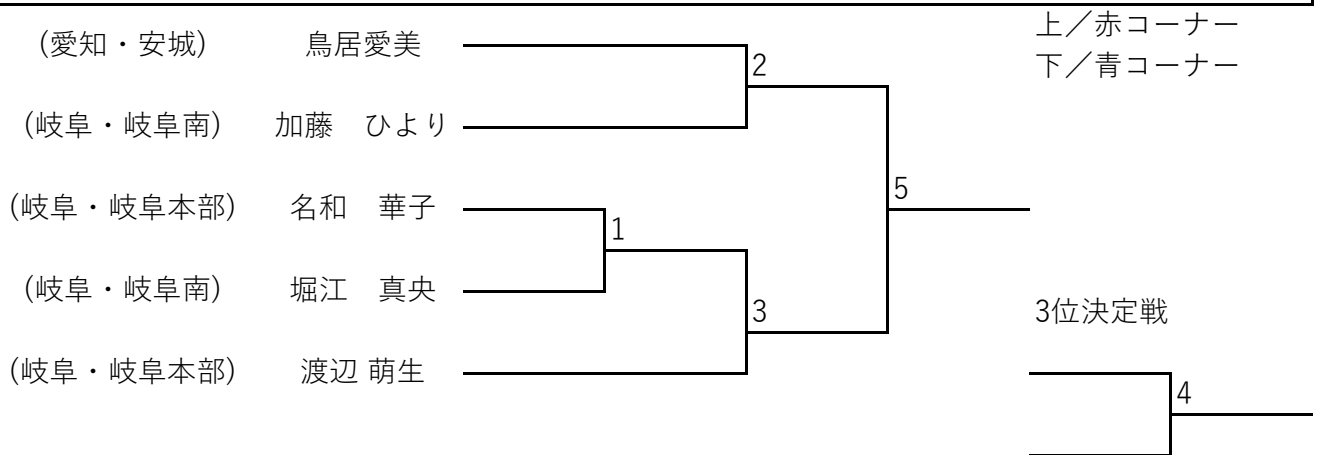 上／赤コーナー
(愛知・安城) 鳥居愛美
2
下／青コーナー
(岐阜・岐阜南) 加藤　ひより
5
(岐阜・岐阜本部) 名和　華子
1
(岐阜・岐阜南) 堀江　真央
3
3位決定戦
(岐阜・岐阜本部) 渡辺 萌生
4